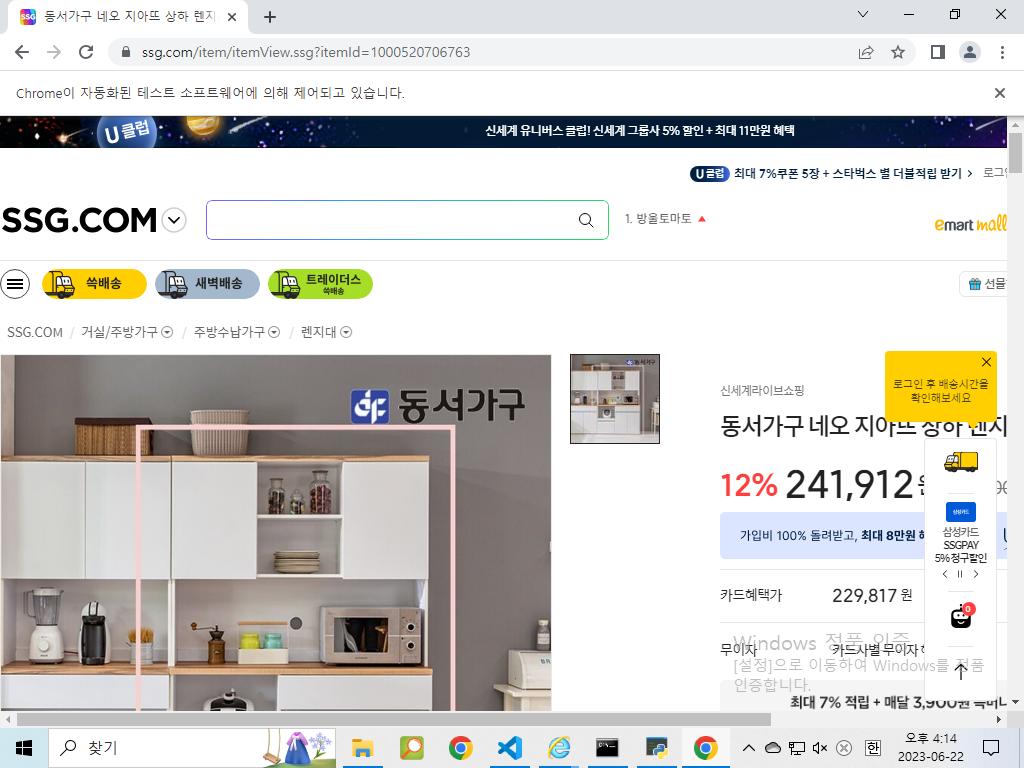 동서가구 네오 지아뜨 상하 렌지
ssg.com/item/itemView.ssg?itemId=1000520706763
Chrome이 자동화된 테스트 소프트웨어에 의해 제어되고 있습니다.
U클럽
신세계 유니버스 클럽! 신세계 그룹사 5% 할인 + 최대 11만원 혜택
U클럽 최대 7%쿠폰 5장 + 스타벅스 별 더블적립 받기
SSG.COM
1. 방울토마토
emart mall
쓱배송
새벽배송
트레이더스
쓱배송
선물
SSG.COM / 거실/주방가구 / 주방수납가구 / 렌지대
동서가구
동서가구
로그인 후 배송시간을
확인해보세요
신세계라이브쇼핑
동서가구 네오 지아뜨 상하 렌지
12% 241,912
삼성카드
가입비 100% 돌려받고, 최대 8만원
삼성카드
SSGPAY
5% 청구할인
카드혜택가 229,817 원
0
무이자 카드사별 무이자
Windows 정품 인증
[설정]으로 이동하여 Windows를 정품
인증합니다.
최대 7% 적립 + 매달 3,900원
찾기
한
오후 4:14
2023-06-22